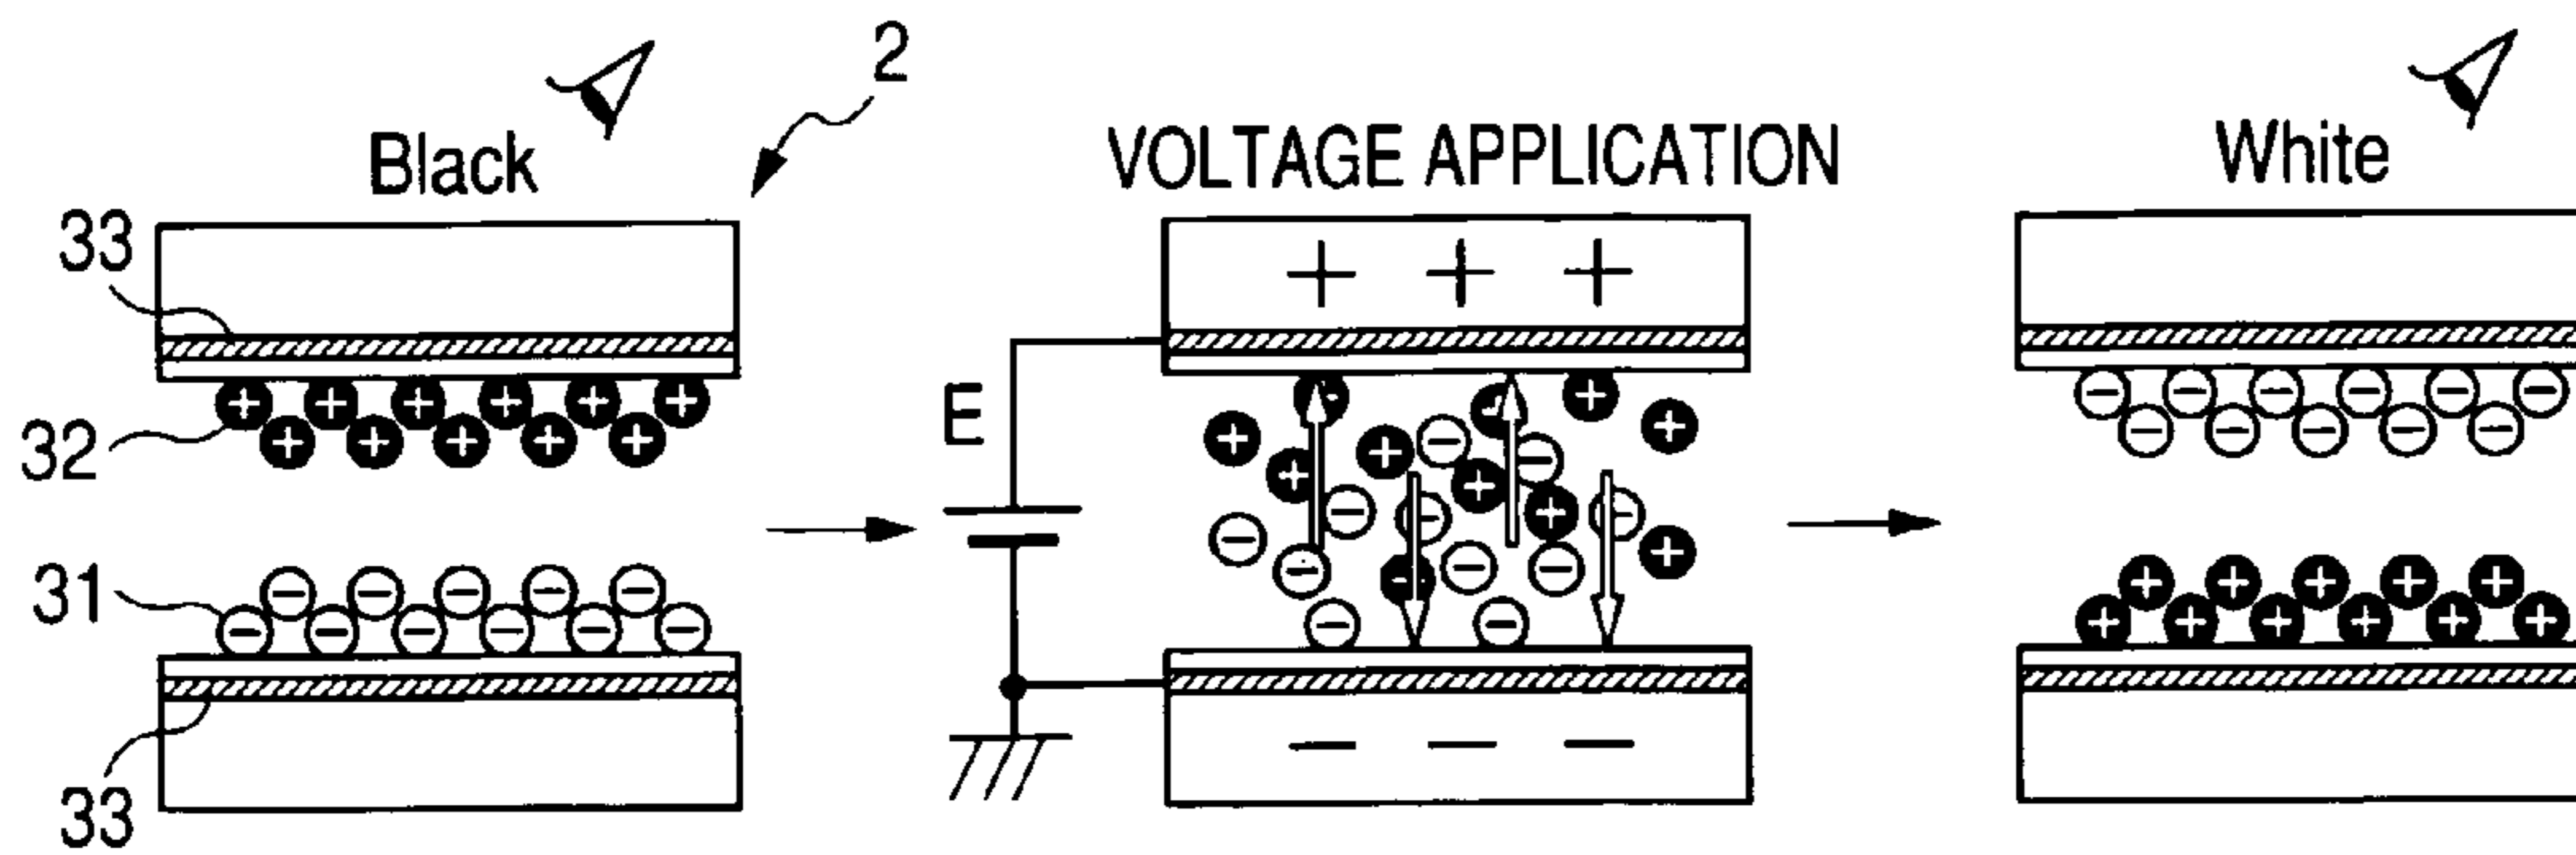 2
Black
VOLTAGE APPLICATION
White
33
+ + +
E
32
31
− − −
33